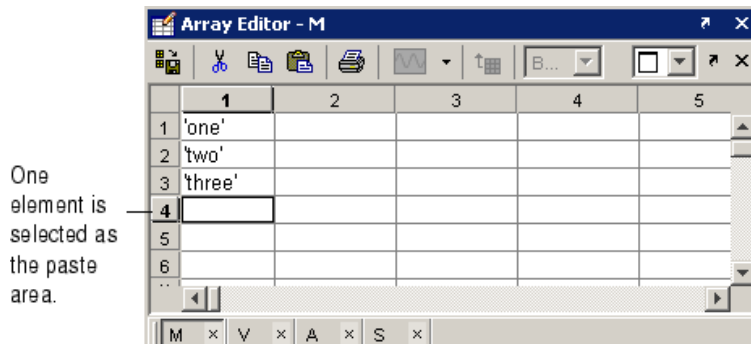 Array Editor - M
B...
1 2 3 4 5
1 'one'
2 'two'
3 'three'
4
5
6
One
element is
selected as
the paste
area.
M V A S